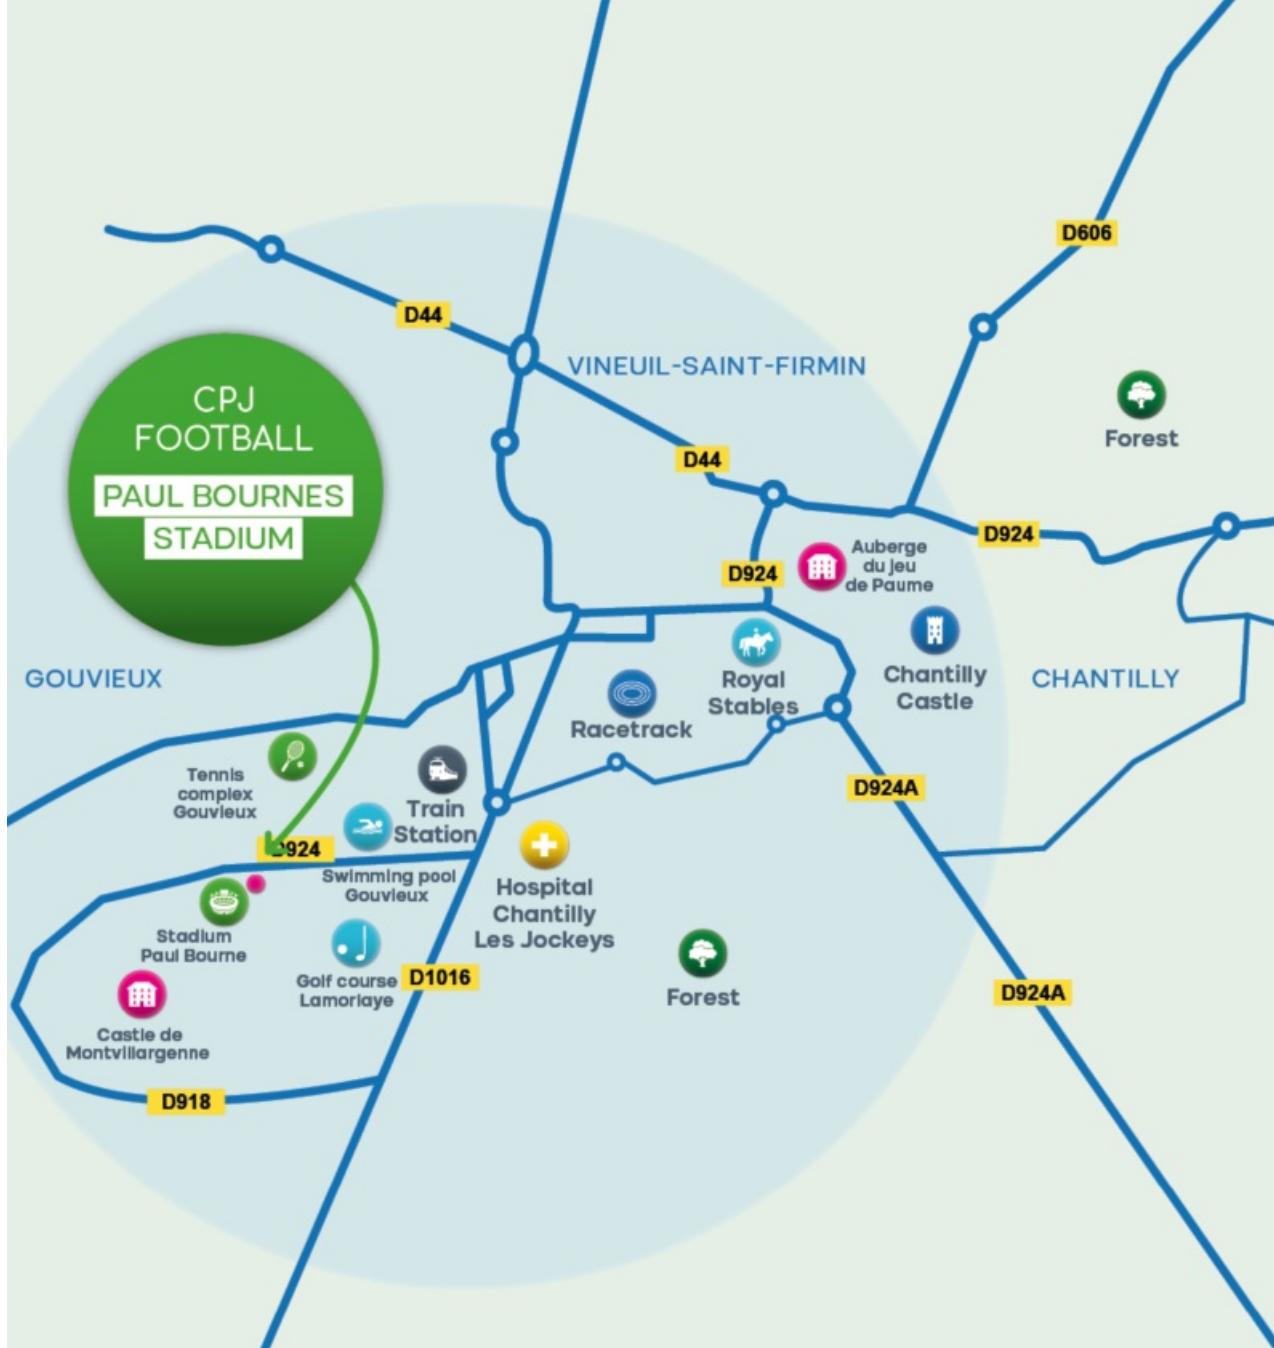 D606
D44
VINEUIL-SAINT-FIRMIN
CPJ
FOOTBALL
PAUL BOURNES
STADIUM
Forest
D44
D924
D924
Auberge
du jeu
de Paume
GOUVIEUX
Royal
Stables
Chantilly
Castle
CHANTILLY
Racetrack
Tennis
complex
Gouvieux
Train
Station
D924A
D924
Swimming pool
Gouvieux
Hospital
Chantilly
Les Jockeys
Stadium
Paul Bourne
Golf course
Lamorlaye
D1016
Forest
D924A
Castle de
Montvillargenne
D918